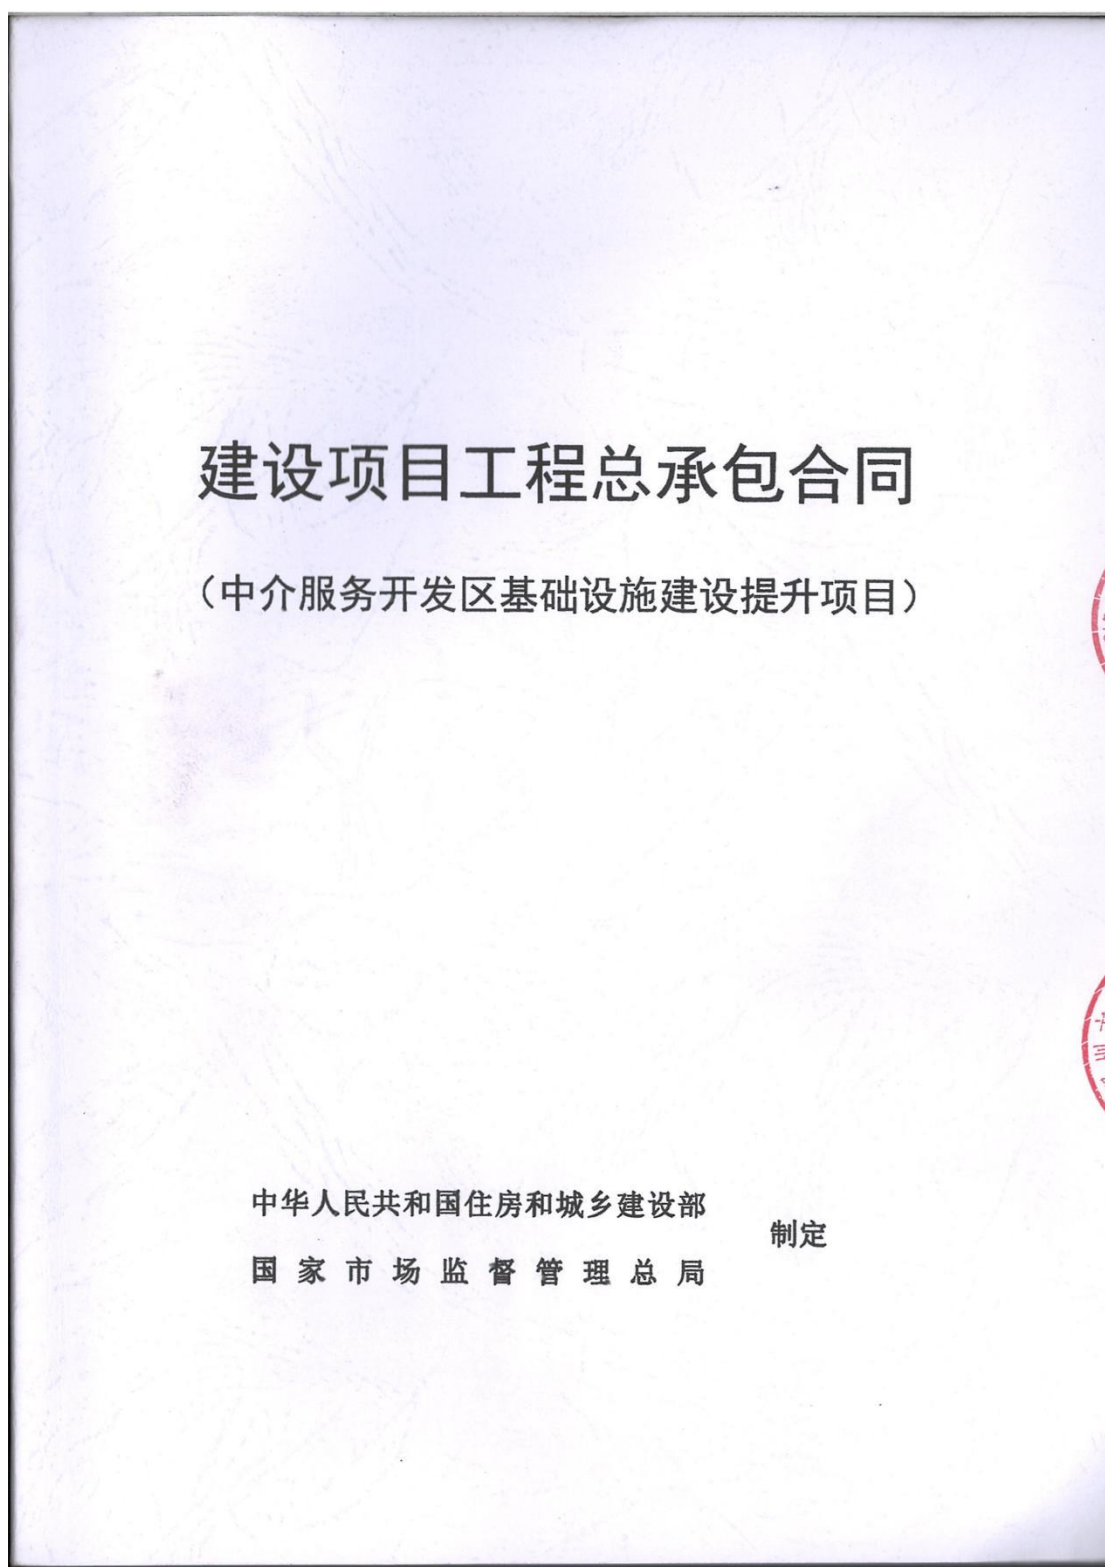 建设项目工程总承包合同
（中介服务开发区基础设施建设提升项目）
中华人民共和国住房和城乡建设部
国家市场监督管理总局
制定